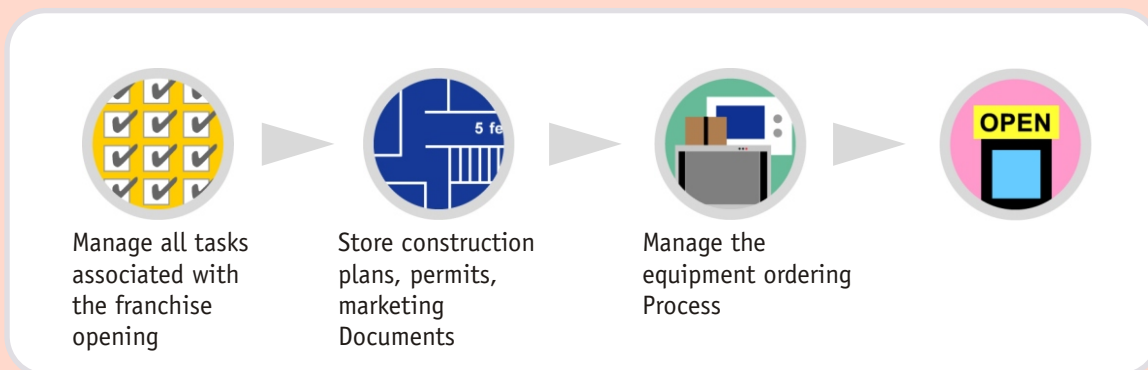 5 fe
OPEN
Manage all tasks
associated with
the franchise
opening
Store construction
plans, permits,
marketing
Documents
Manage the
equipment ordering
Process